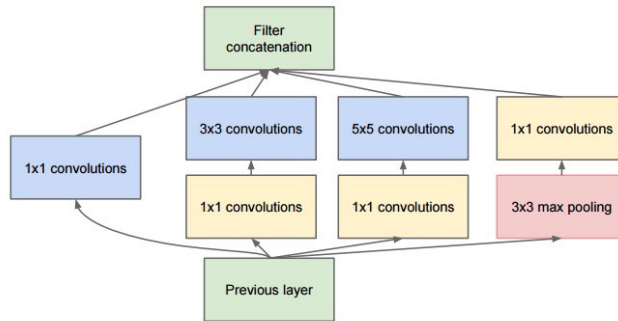 Filter
concatenation
3x3 convolutions
5x5 convolutions
1x1 convolutions
1x1 convolutions
1x1 convolutions
1x1 convolutions
3x3 max pooling
Previous layer